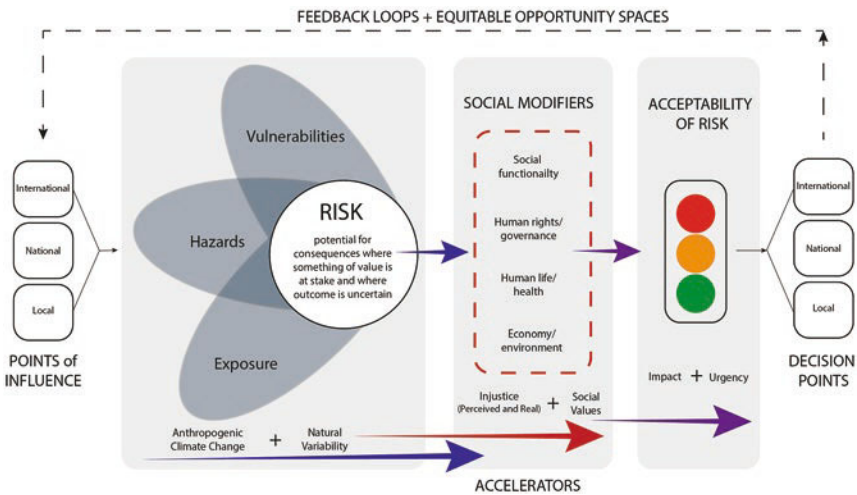 FEEDBACK LOOPS + EQUITABLE OPPORTUNITY SPACES
International
National
Local
POINTS of
INFLUENCE
Vulnerabilities
Hazards
Exposure
RISK
potential for
consequences where
something of value is
at stake and where
outcome is uncertain
Anthropogenic
Climate Change
+
Natural
Variability
SOCIAL MODIFIERS
Social
functionailty
Human rights/
governance
Human life/
health
Economy/
environment
Injustice
(Perceived and Real)
+
Social
Values
ACCEPTABILITY
OF RISK
Impact + Urgency
International
National
Local
DECISION
POINTS
ACCELERATORS